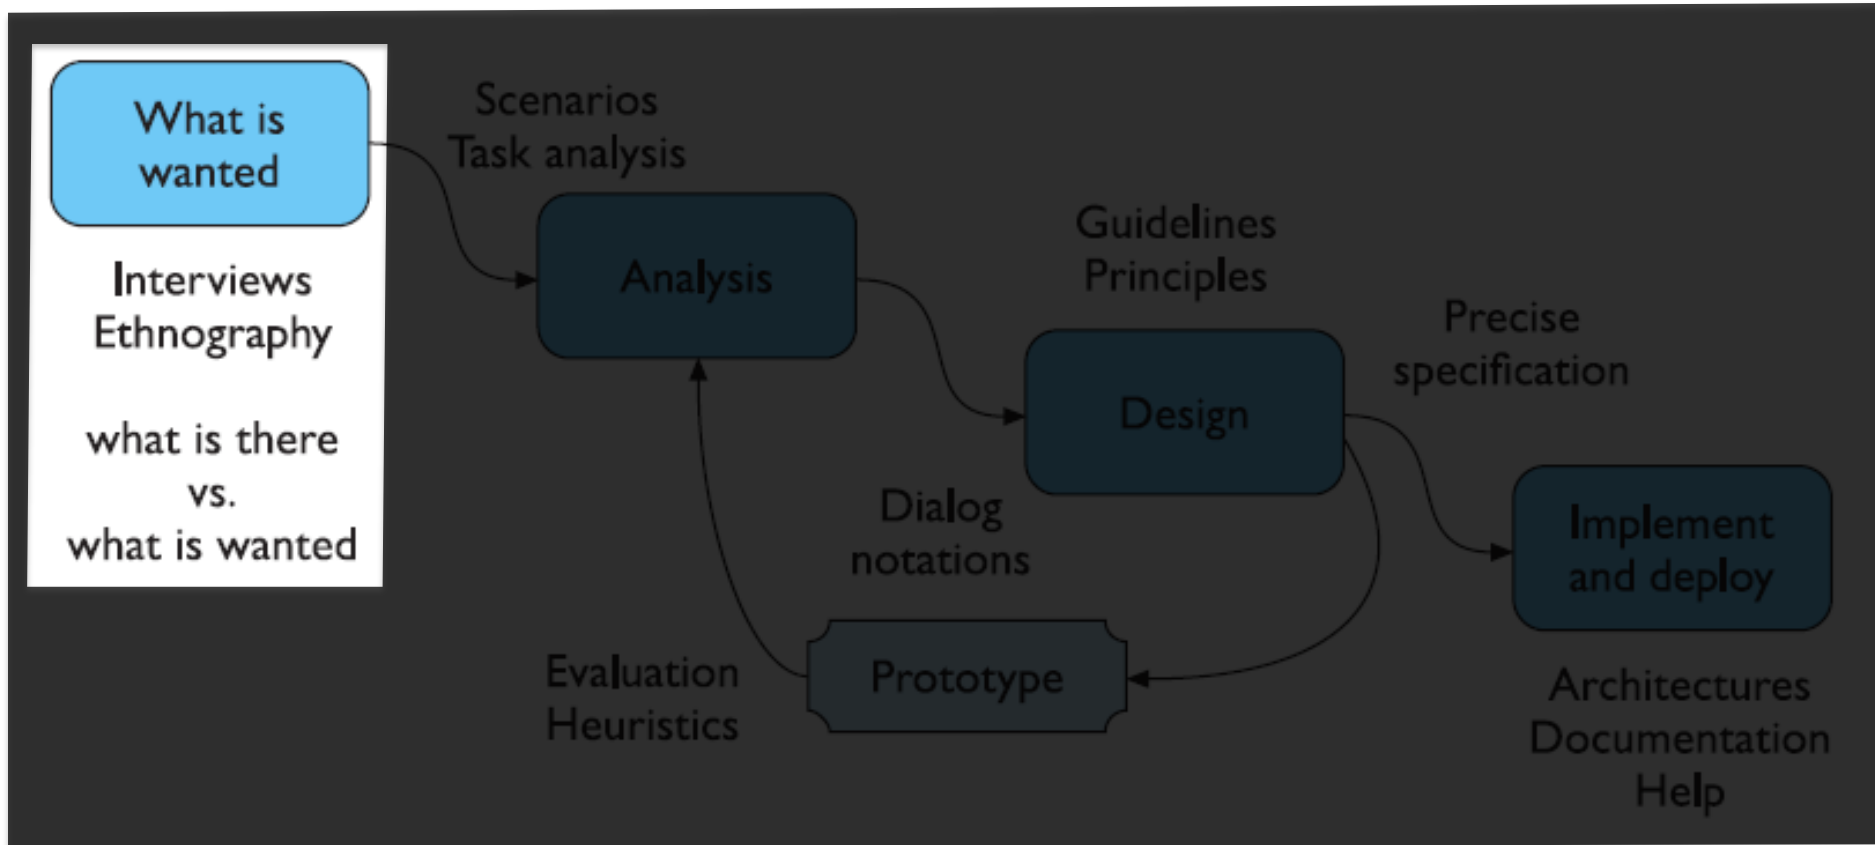 What is
wanted
Interviews
Ethnography
what is there
vs.
what is wanted
Scenarios
Task analysis
Analysis
Guidelines
Principles
Design
Precise
specification
Dialog
notations
Prototype
Evaluation
Heuristics
Implement
and deploy
Architectures
Documentation
Help